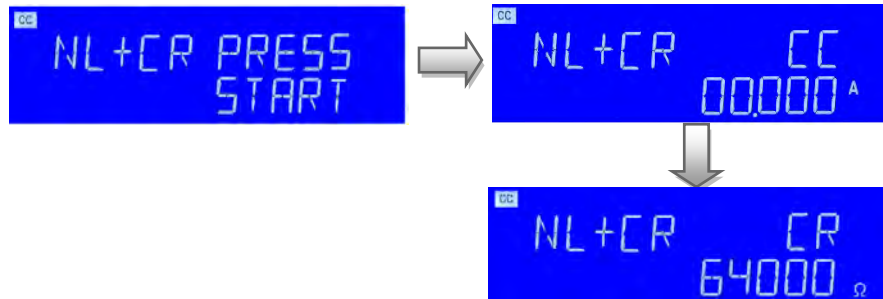 CC
NL+CR PRESS
START
CC
NL+CR CC
00.000 A
CC
NL+CR CR
64000 Ω